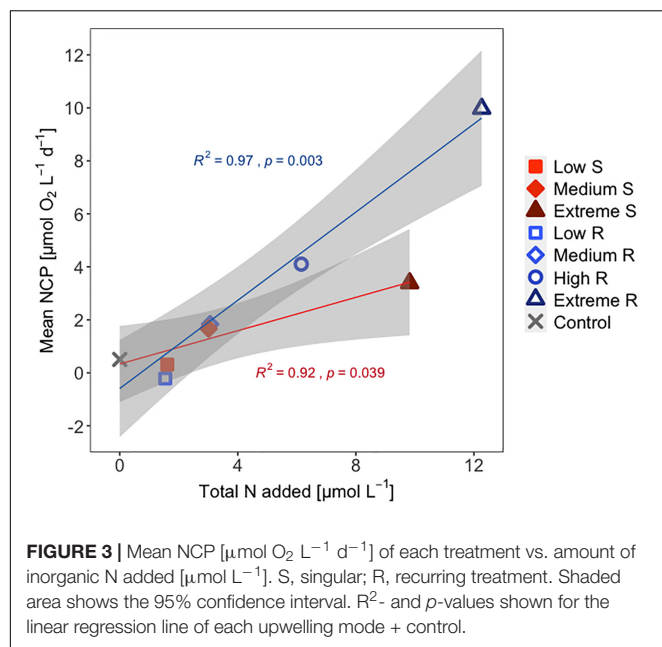 12
10
8
6
4
2
0
-2
Mean NCP [µmol O₂ L⁻¹ d⁻¹]
R² = 0.97 , p = 0.003
R² = 0.92 , p = 0.039
0 4 8 12
Total N added [µmol L⁻¹]
Low S
Medium S
Extreme S
Low R
Medium R
High R
Extreme R
Control
FIGURE 3 | Mean NCP [µmol O₂ L⁻¹ d⁻¹] of each treatment vs. amount of
inorganic N added [µmol L⁻¹]. S, singular; R, recurring treatment. Shaded
area shows the 95% confidence interval. R²- and p-values shown for the
linear regression line of each upwelling mode + control.